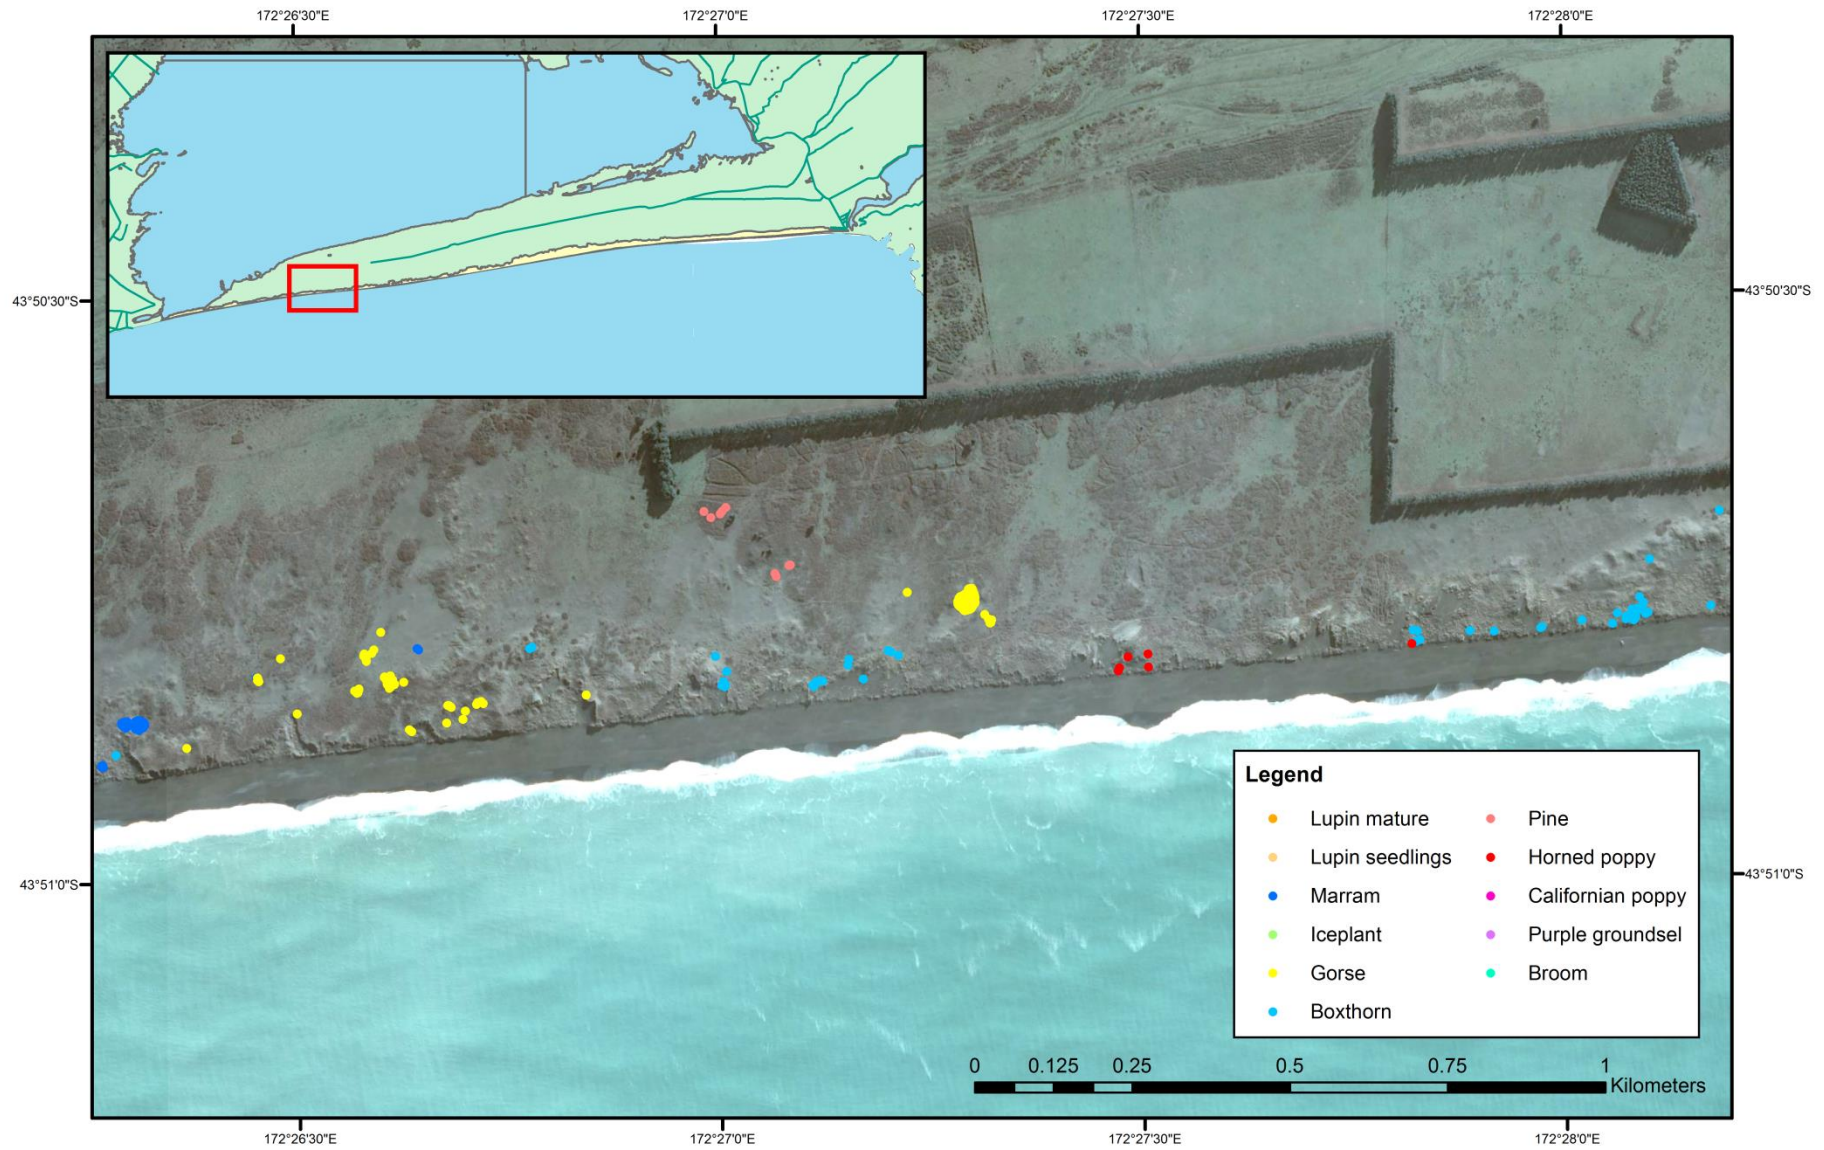 172°26'30"E 172°27'0"E 172°27'30"E 172°28'0"E
43°50'30"S 43°50'30"S
43°51'0"S 43°51'0"S
Legend
Lupin mature
Lupin seedlings
Marram
Iceplant
Gorse
Boxthorn
Pine
Horned poppy
Californian poppy
Purple groundsel
Broom
0 0.125 0.25 0.5 0.75 1
Kilometers
172°26'30"E 172°27'0"E 172°27'30"E 172°28'0"E